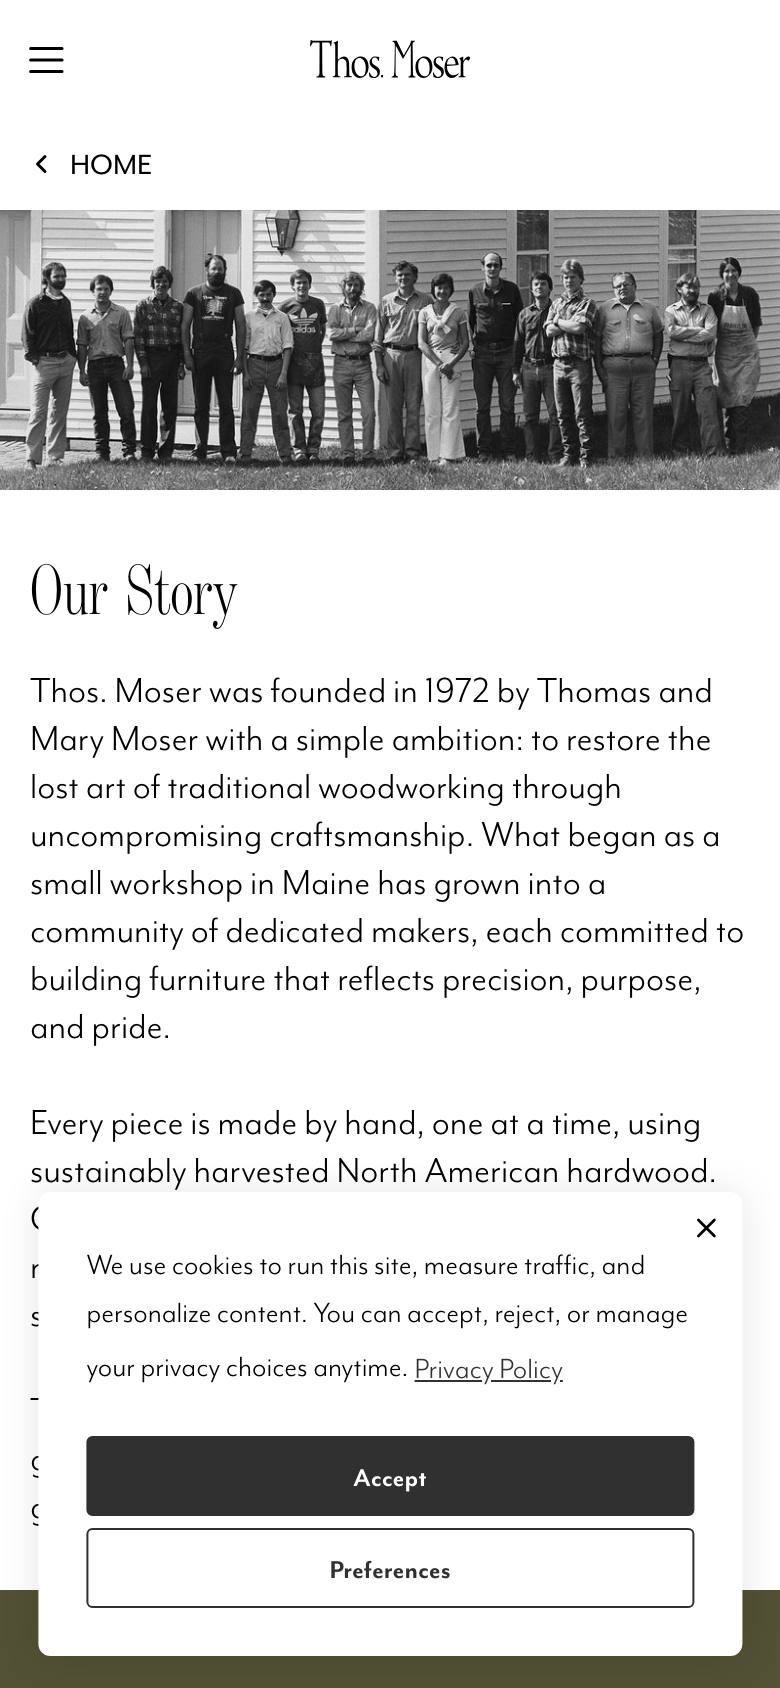 Thos. Moser
HOME
adidas
Our Story
Thos. Moser was founded in 1972 by Thomas and
Mary Moser with a simple ambition: to restore the
lost art of traditional woodworking through
uncompromising craftsmanship. What began as a
small workshop in Maine has grown into a
community of dedicated makers, each committed to
building furniture that reflects precision, purpose,
and pride.
Every piece is made by hand, one at a time, using
sustainably harvested North American hardwood.
We use cookies to run this site, measure traffic, and
personalize content. You can accept, reject, or manage
your privacy choices anytime. Privacy Policy
Accept
Preferences